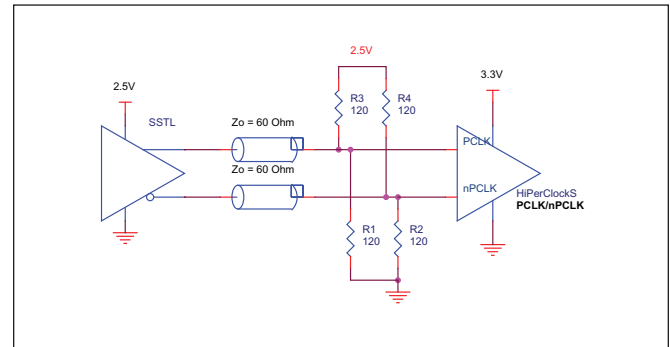 2.5V
2.5V
3.3V
SSTL
R3
120
R4
120
Zo = 60 Ohm
PCLK
Zo = 60 Ohm
nPCLK
HiPerClockS
PCLK/nPCLK
R1
120
R2
120